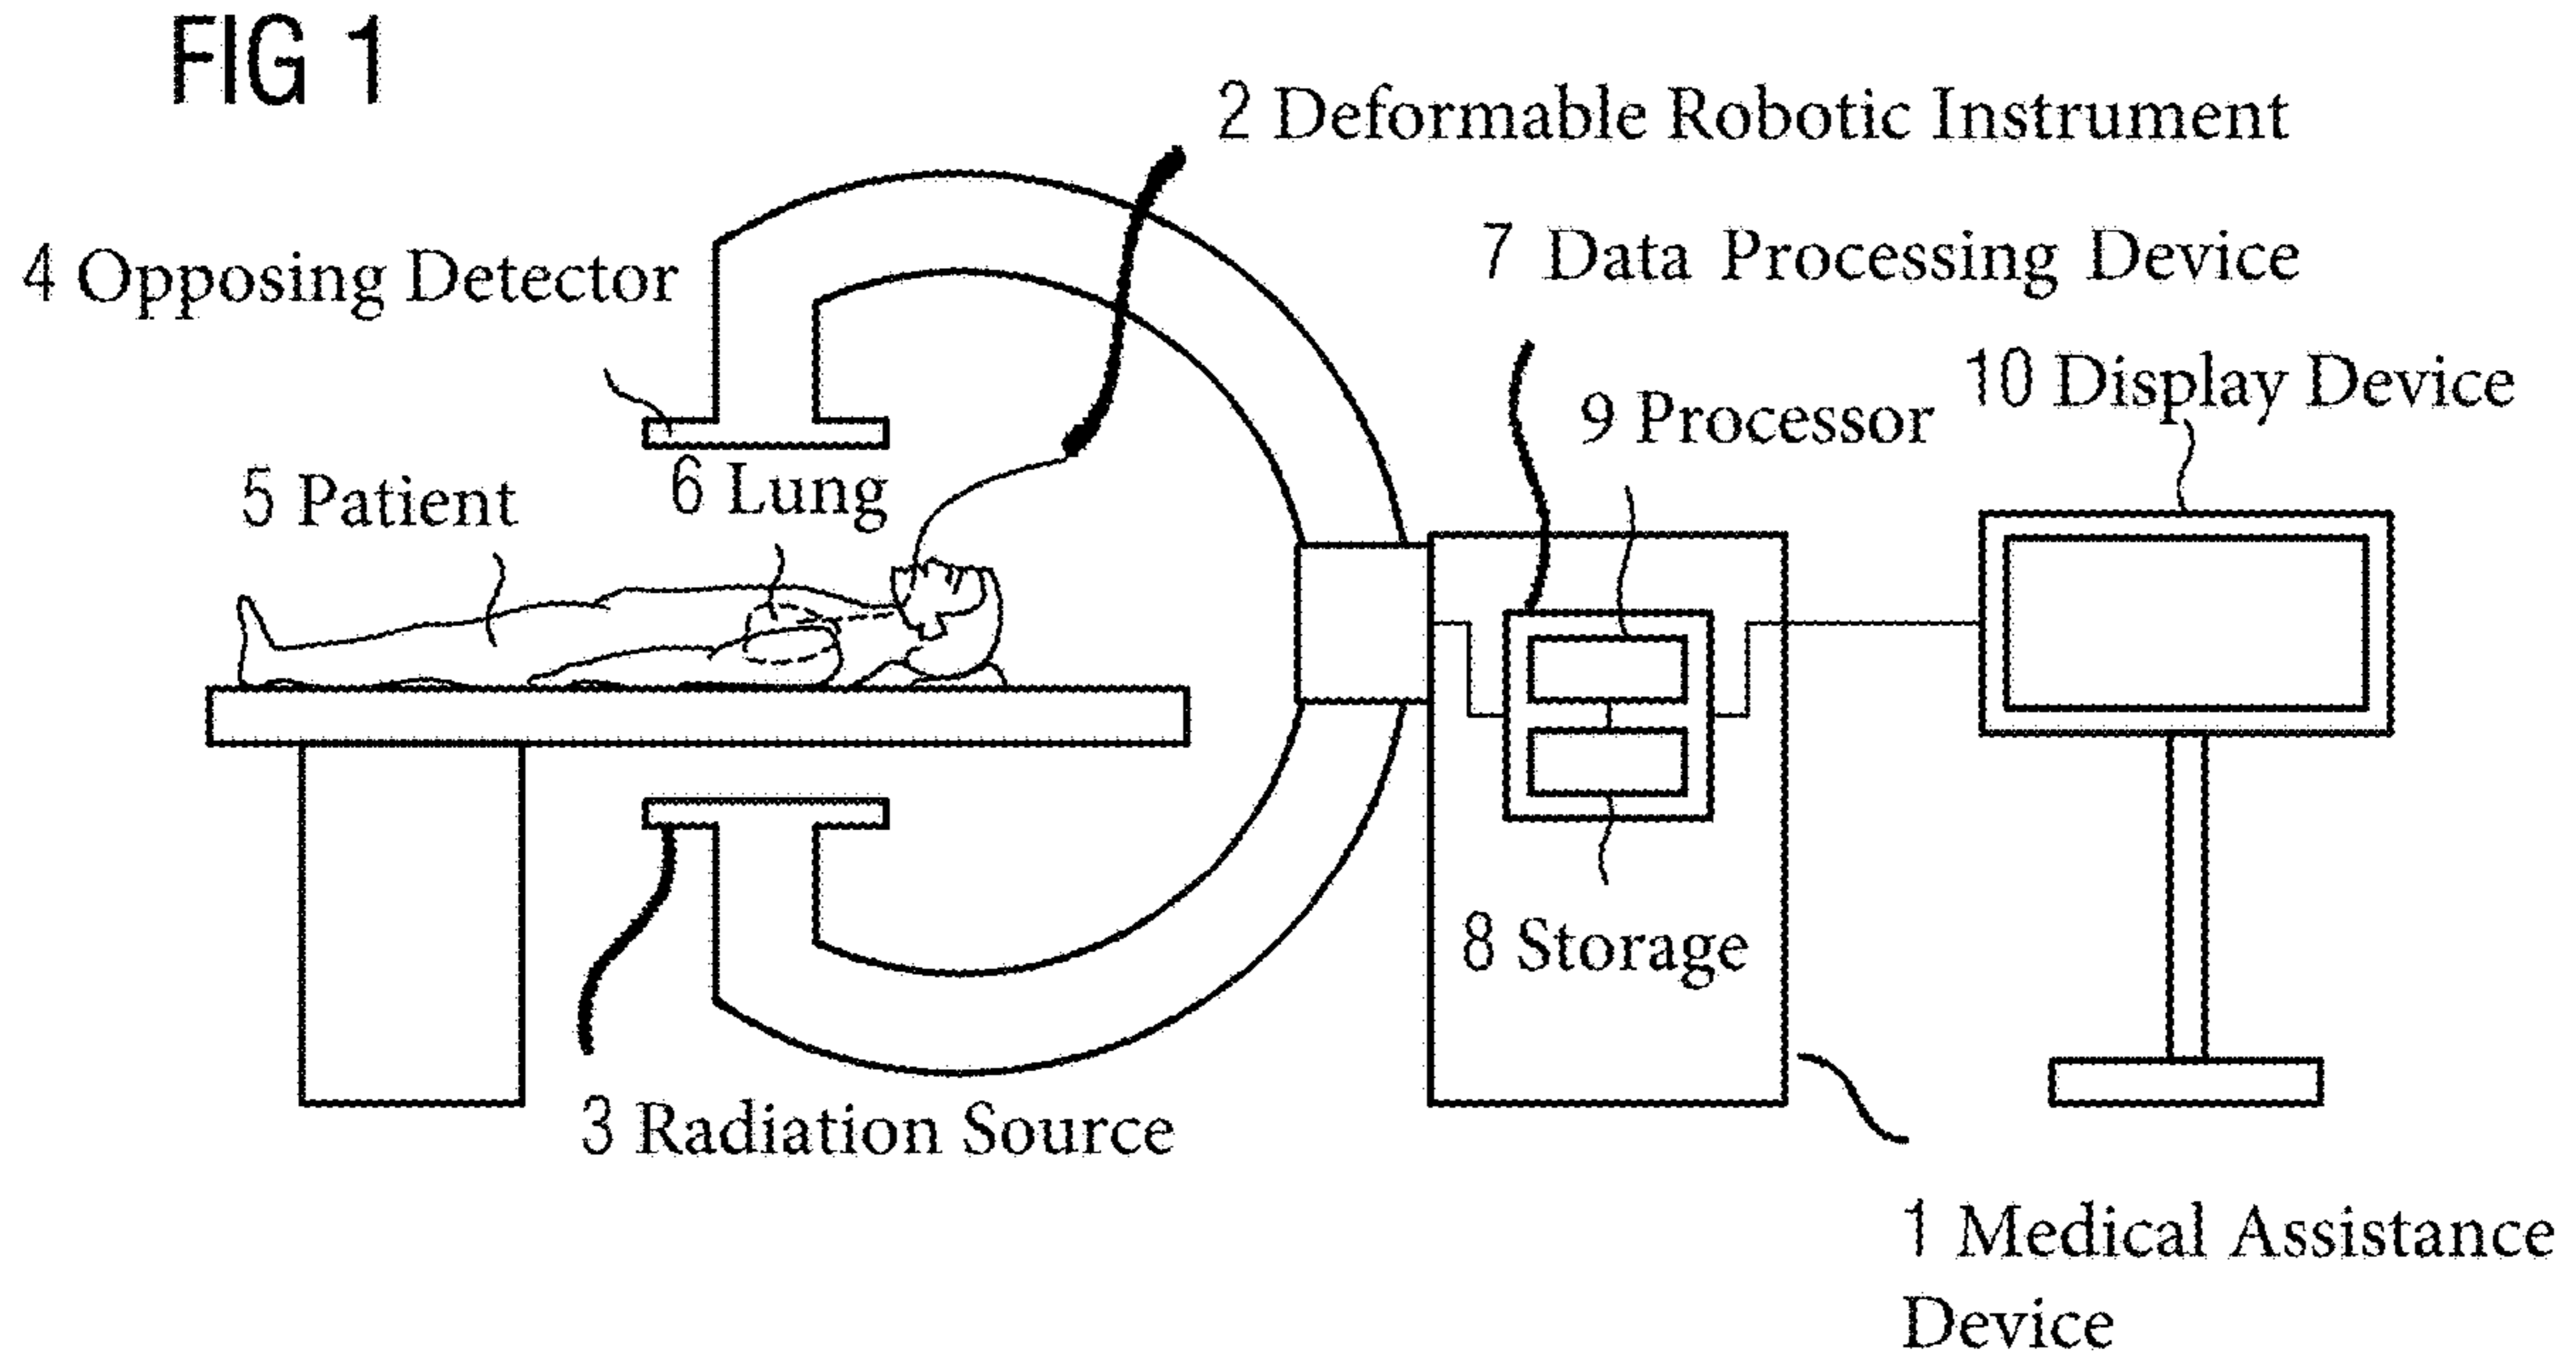 FIG 1
2 Deformable Robotic Instrument
4 Opposing Detector
7 Data Processing Device
10 Display Device
9 Processor
5 Patient
6 Lung
8 Storage
3 Radiation Source
1 Medical Assistance
Device